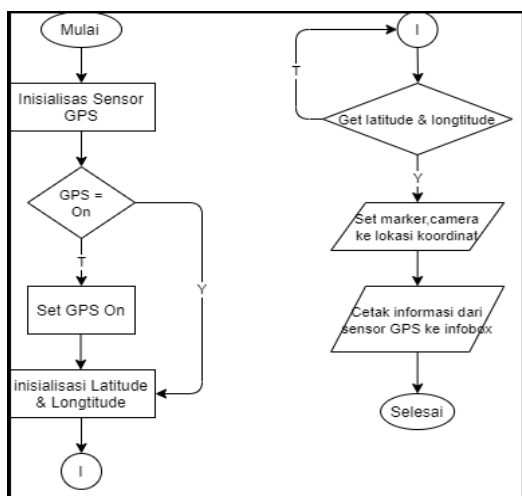 Mulai
Inisialisas Sensor
GPS
GPS =
On
T
Y
Set GPS On
inisialisasi Latitude
& Longtitude
I
I
T
Get latitude & longtitude
Y
Set marker,camera
ke lokasi koordinat
Cetak informasi dari
sensor GPS ke infobox
Selesai